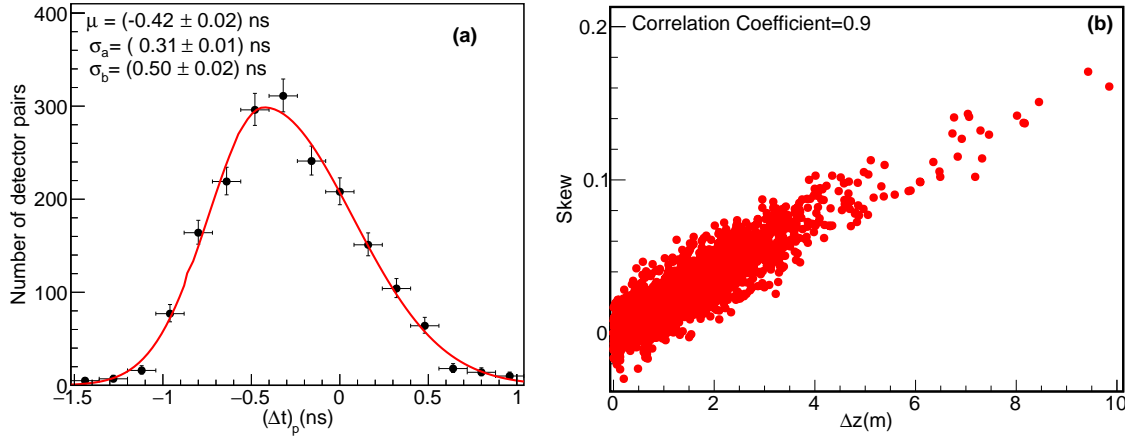 μ = (-0.42 ± 0.02) ns
σa= ( 0.31 ± 0.01) ns
σb= (0.50 ± 0.02) ns
(a)
Number of detector pairs
400
300
200
100
0
−1.5 −1 −0.5 0 0.5 1
(Δt)p(ns)
Correlation Coefficient=0.9
(b)
Skew
0.2
0.1
0
0 2 4 6 8 10
Δz(m)